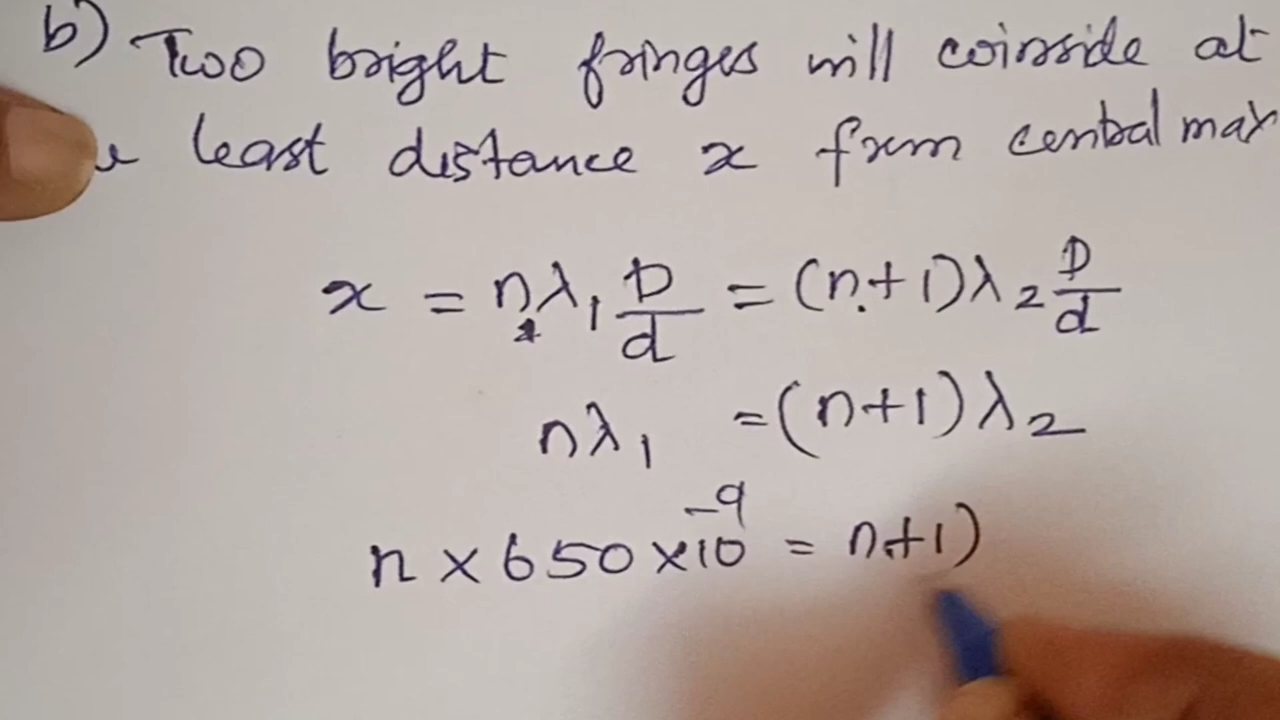 b) Two bright fringes will coinside at
least distance x from central max
x = nλ₁ D/d = (n+1)λ₂ D/d
nλ₁ = (n+1)λ₂
n × 650 × 10⁻⁹ = n+1)